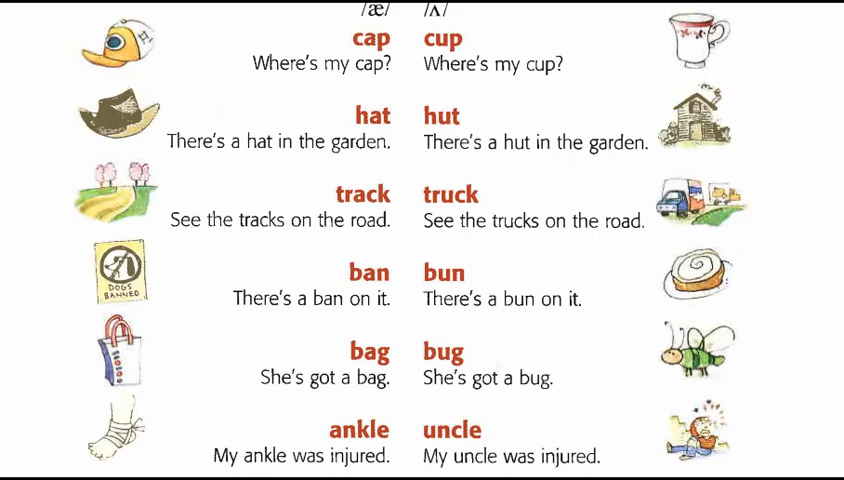 /æ/ /ʌ/
cap cup
Where's my cap? Where's my cup?
hat hut
There's a hat in the garden. There's a hut in the garden.
track truck
See the tracks on the road. See the trucks on the road.
ban bun
DOGS
BANNED
There's a ban on it. There's a bun on it.
bag bug
She's got a bag. She's got a bug.
ankle uncle
My ankle was injured. My uncle was injured.